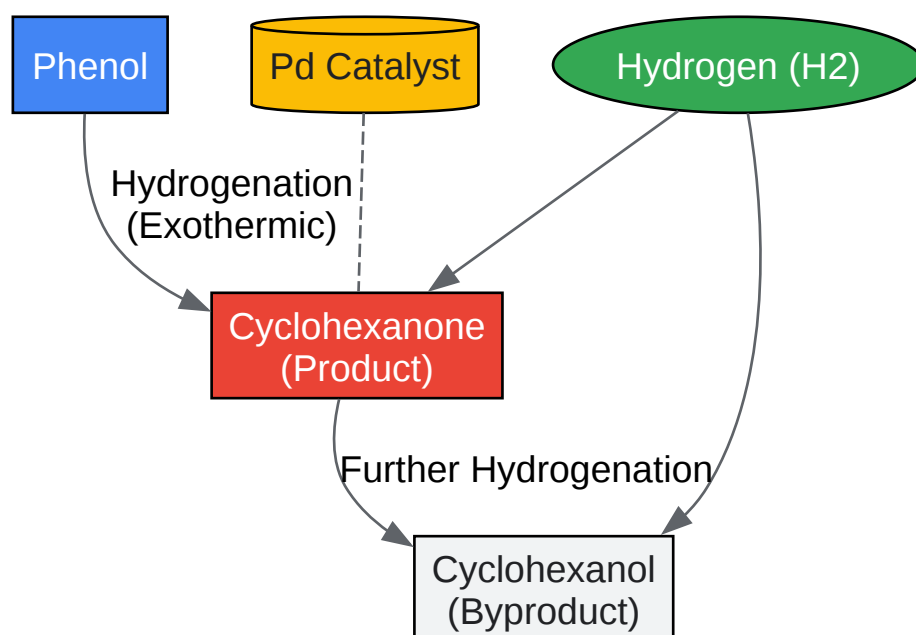 Phenol
Pd Catalyst
Hydrogen (H2)
Hydrogenation
(Exothermic)
Cyclohexanone
(Product)
Further Hydrogenation
Cyclohexanol
(Byproduct)